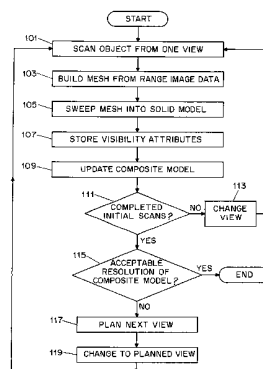 START
101
SCAN OBJECT FROM ONE VIEW
103
BUILD MESH FROM RANGE IMAGE DATA
105
SWEEP MESH INTO SOLID MODEL
107
STORE VISIBILITY ATTRIBUTES
109
UPDATE COMPOSITE MODEL
111
COMPLETED
INITIAL SCANS?
NO
113
CHANGE
VIEW
YES
115
ACCEPTABLE
RESOLUTION OF
COMPOSITE MODEL?
YES
END
NO
117
PLAN NEXT VIEW
119
CHANGE TO PLANNED VIEW